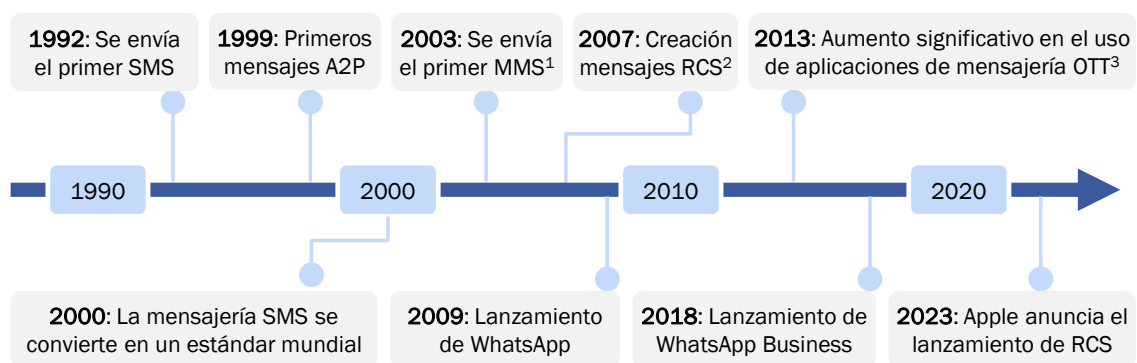 1992: Se envía
el primer SMS
1999: Primeros
mensajes A2P
2003: Se envía
el primer MMS¹
2007: Creación
mensajes RCS²
2013: Aumento significativo en el uso
de aplicaciones de mensajería OTT³
1990
2000
2010
2020
2000: La mensajería SMS se
convierte en un estándar mundial
2009: Lanzamiento
de WhatsApp
2018: Lanzamiento de
WhatsApp Business
2023: Apple anuncia el
lanzamiento de RCS